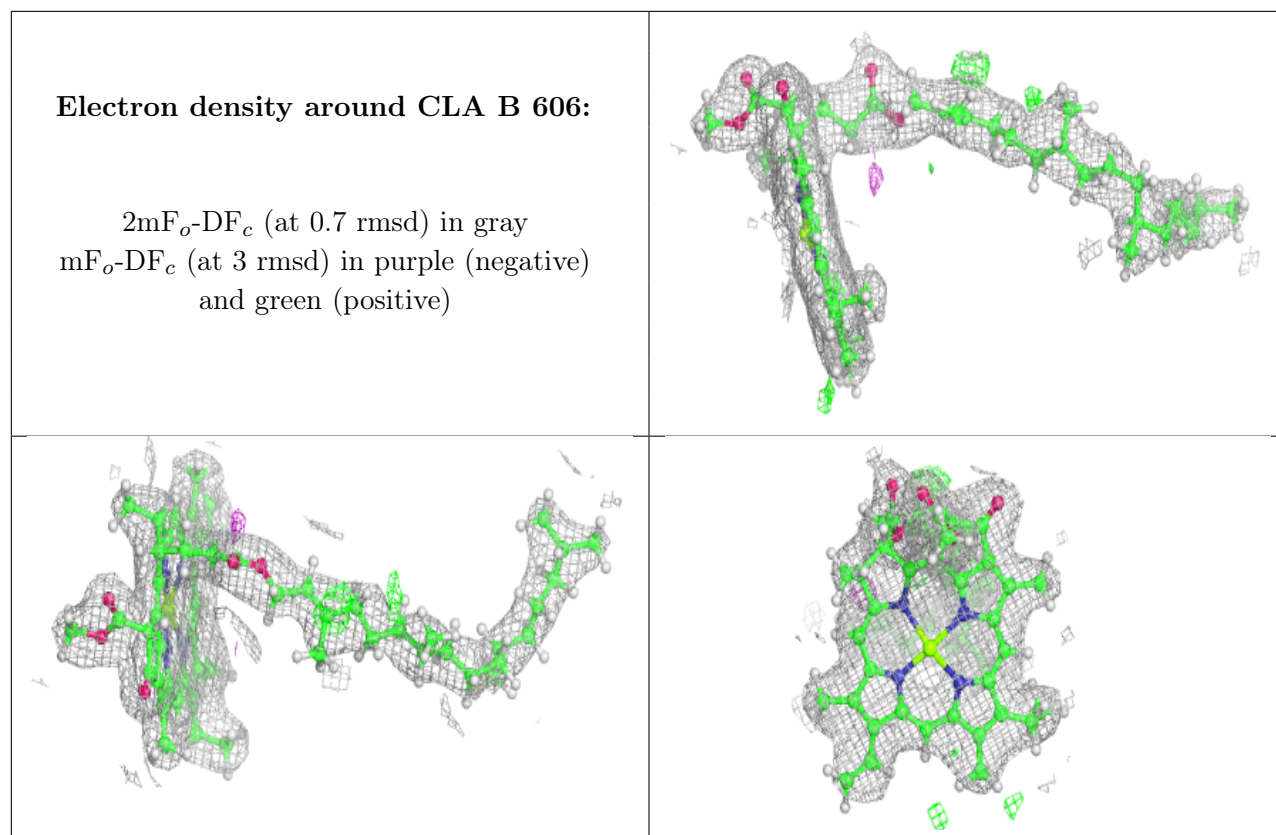 Electron density around CLA B 606:
2mFₒ-DF𝒸 (at 0.7 rmsd) in gray
mFₒ-DF𝒸 (at 3 rmsd) in purple (negative)
and green (positive)